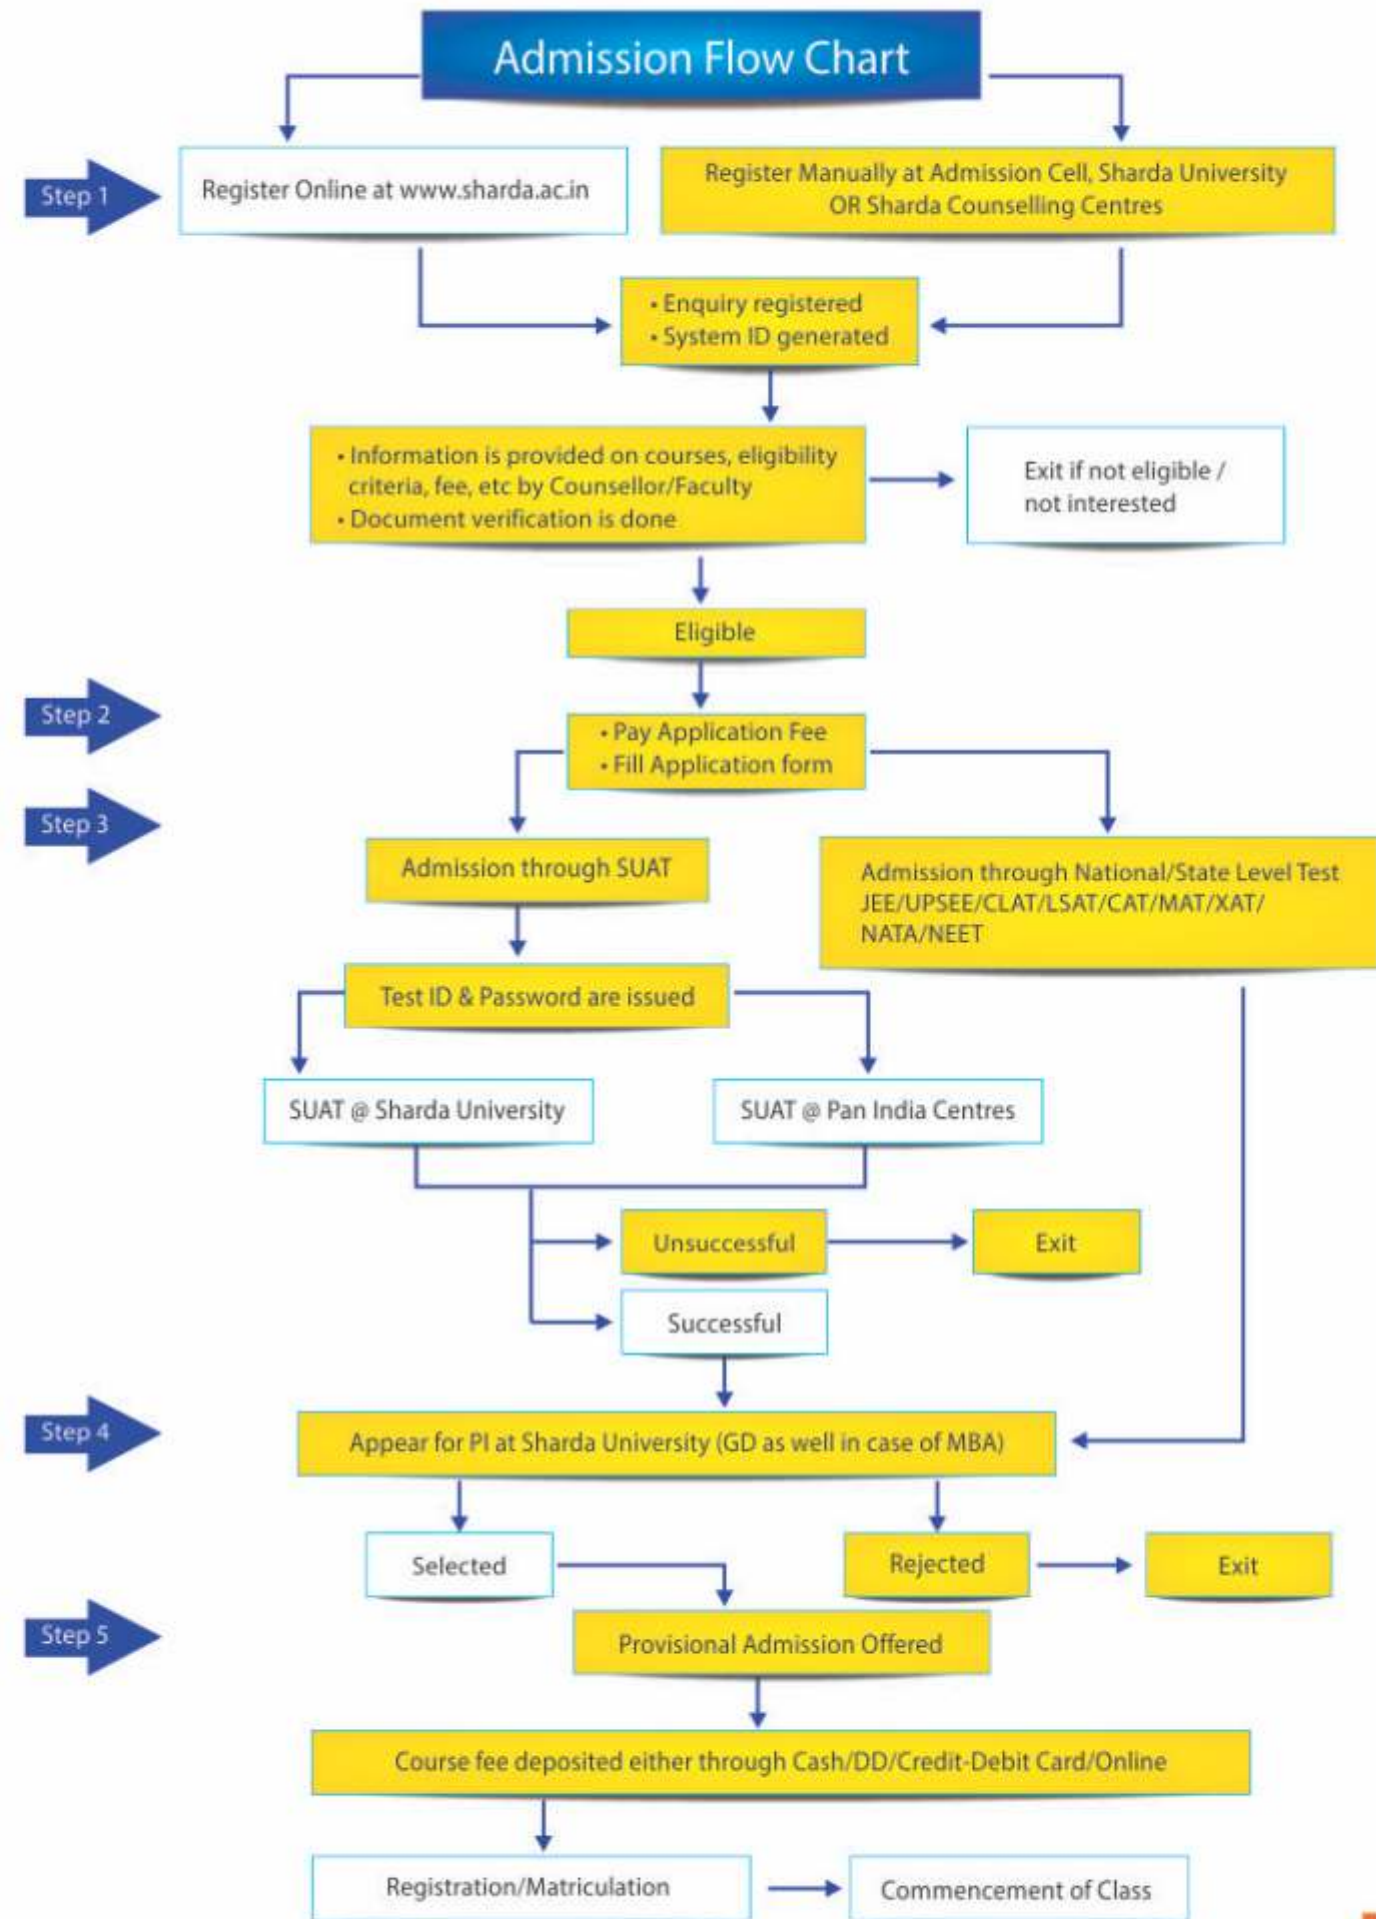 Admission Flow Chart
Step 1
Register Online at www.sharda.ac.in
Register Manually at Admission Cell, Sharda University
OR Sharda Counselling Centres
• Enquiry registered
• System ID generated
• Information is provided on courses, eligibility
criteria, fee, etc by Counsellor/Faculty
• Document verification is done
Exit if not eligible /
not interested
Eligible
Step 2
• Pay Application Fee
• Fill Application form
Step 3
Admission through SUAT
Admission through National/State Level Test
JEE/UPSEE/CLAT/LSAT/CAT/MAT/XAT/
NATA/NEET
Test ID & Password are issued
SUAT @ Sharda University
SUAT @ Pan India Centres
Unsuccessful
Exit
Successful
Step 4
Appear for PI at Sharda University (GD as well in case of MBA)
Selected
Rejected
Exit
Step 5
Provisional Admission Offered
Course fee deposited either through Cash/DD/Credit-Debit Card/Online
Registration/Matriculation
Commencement of Class